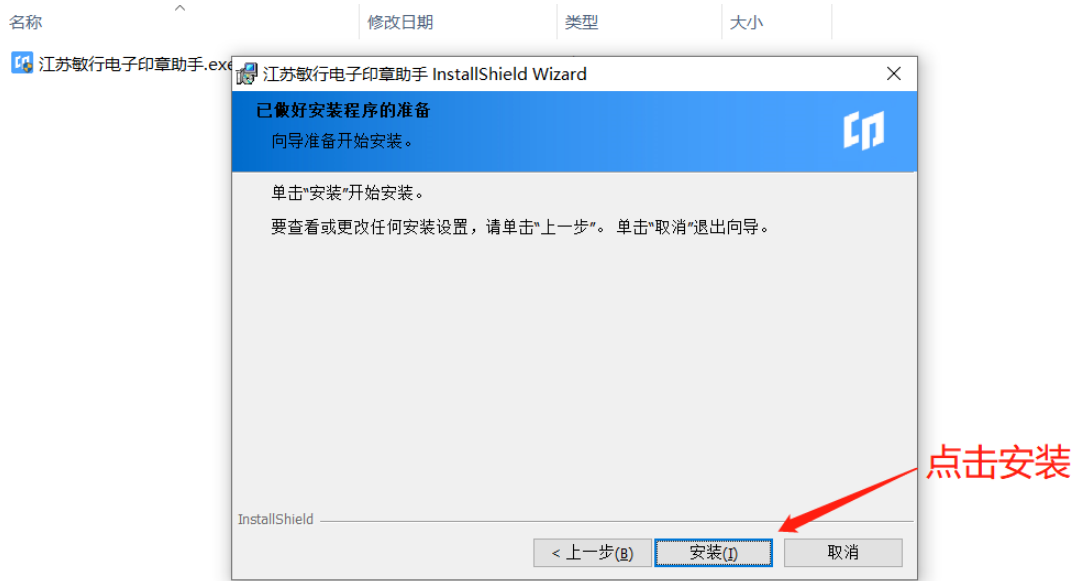 名称 修改日期 类型 大小
江苏敏行电子印章助手.exe
江苏敏行电子印章助手 InstallShield Wizard
已做好安装程序的准备
向导准备开始安装。
单击“安装”开始安装。
要查看或更改任何安装设置，请单击“上一步”。 单击“取消”退出向导。
点击安装
InstallShield
< 上一步(B) 安装(I) 取消